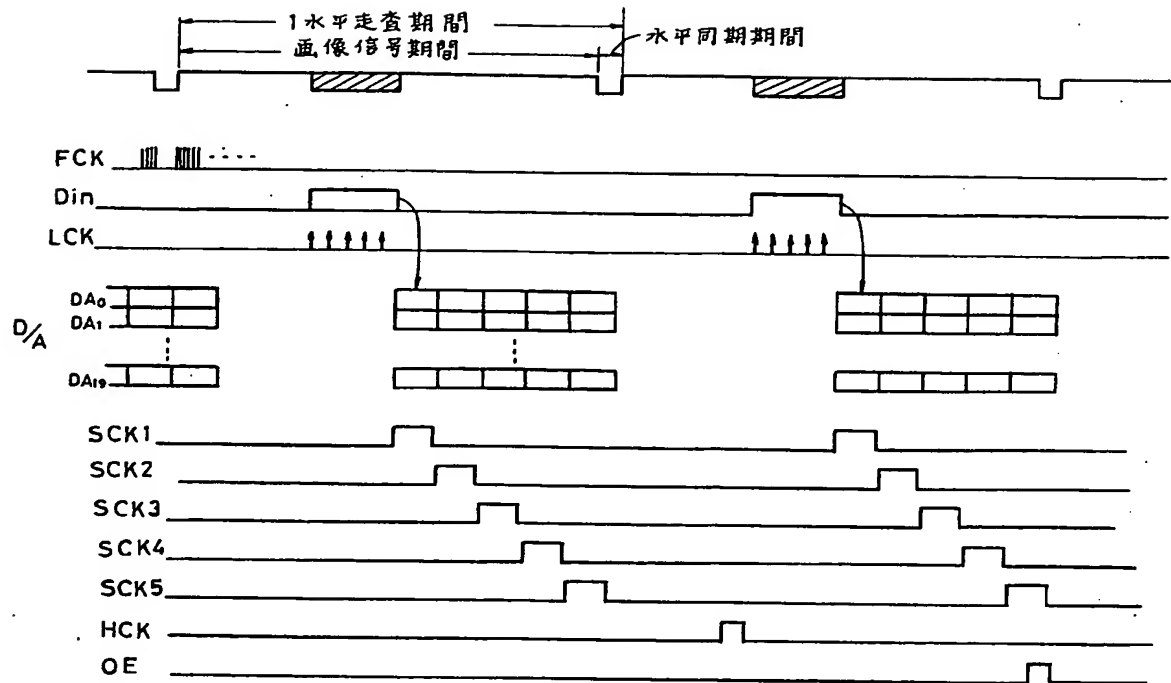 1水平走査期間
画像信号期間
水平同期期間
FCK
Din
LCK
D/A
DA0
DA1
DA19
SCK1
SCK2
SCK3
SCK4
SCK5
HCK
OE